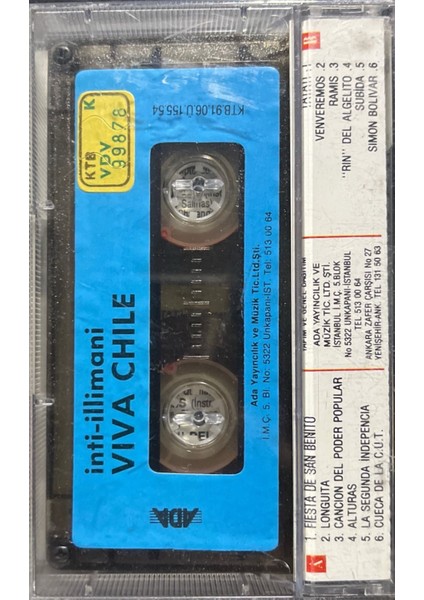 KTB
VDV K
99878
KTB.91.06.Ü.155.54
inti-illimani
VIVA CHILE
Ada Yayıncılık ve Müzik Tic.Ltd.Şti.
I.M.Ç. 5. Bl. No: 5322 Unkapanı-İST. Tel: 513 00 64
ADA
A
1. FIESTA DE SAN BENITO
2. LONGUITA
3. CANCION DEL PODER POPULAR
4. ALTURAS
5. LA SEGUNDA İNDEPENCIA
6. CUECA DE LA C.U.T.
ADA YAYINCILIK VE
MÜZİK TİC.LTD ŞTİ.
İSTANBUL İ.M.Ç. 5.BLOK
No 5322 UNKAPANI-İSTANBUL
TEL 513 00 64
ANKARA ZAFER ÇARŞISI No 27
YENİŞEHİR-ANK. TEL 131 50 63
B
1
VENVEREMOS 2
RAMIS 3
"RIN" DEL ALGELITO 4
SUBIDA 5
SIMON BOLIVAR 6